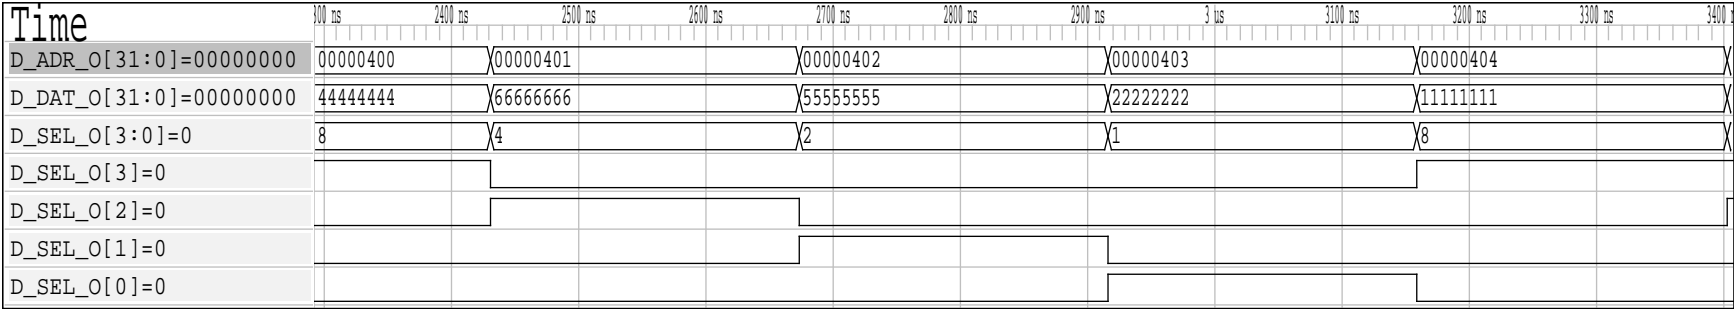 Time 300 ns 2400 ns 2500 ns 2600 ns 2700 ns 2800 ns 2900 ns 3 us 3100 ns 3200 ns 3300 ns 3400
D_ADR_O[31:0]=00000000 00000400 00000401 00000402 00000403 00000404
D_DAT_O[31:0]=00000000 44444444 66666666 55555555 22222222 11111111
D_SEL_O[3:0]=0 8 4 2 1 8
D_SEL_O[3]=0
D_SEL_O[2]=0
D_SEL_O[1]=0
D_SEL_O[0]=0